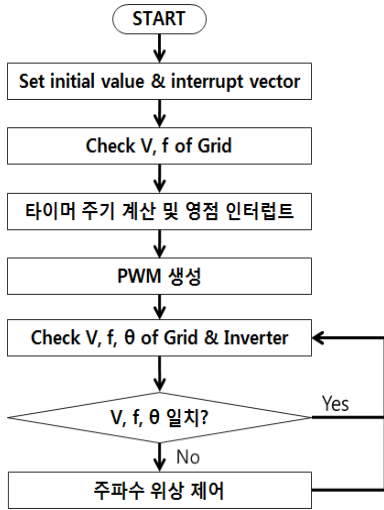 START
Set initial value & interrupt vector
Check V, f of Grid
타이머 주기 계산 및 영점 인터럽트
PWM 생성
Check V, f, θ of Grid & Inverter
V, f, θ 일치?
Yes
No
주파수 위상 제어